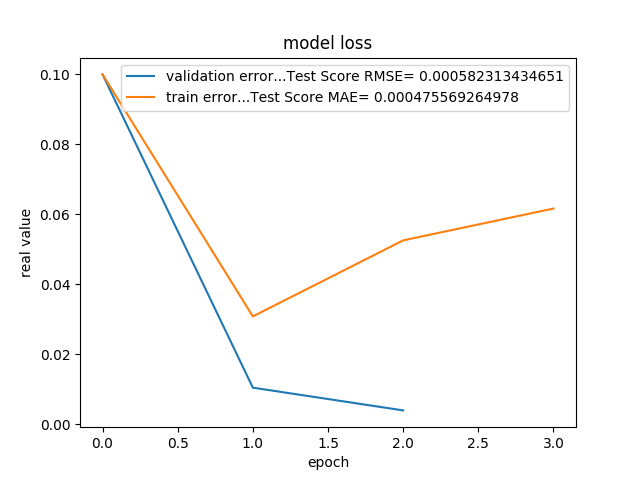 model loss
validation error...Test Score RMSE= 0.000582313434651
train error...Test Score MAE= 0.000475569264978
real value
0.10
0.08
0.06
0.04
0.02
0.00
0.0 0.5 1.0 1.5 2.0 2.5 3.0
epoch